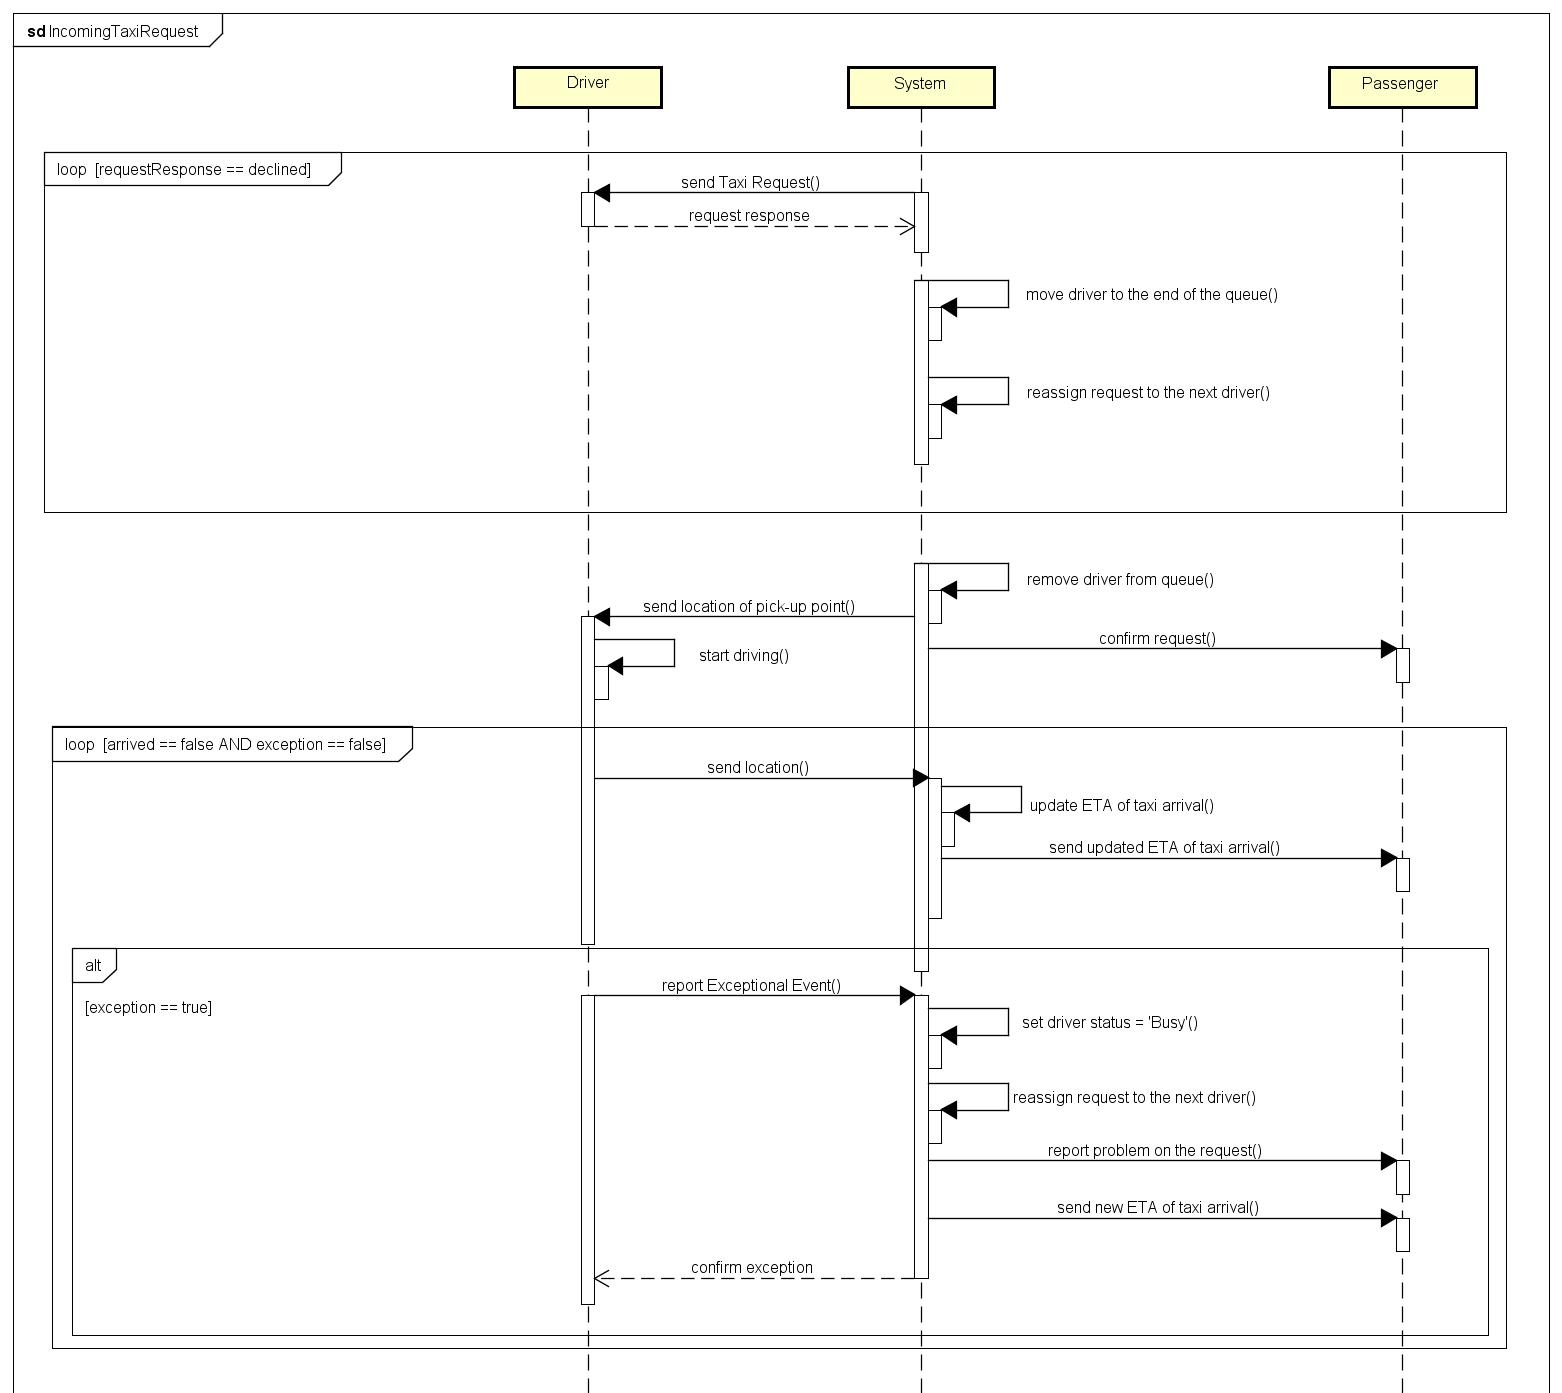 sd IncomingTaxiRequest
Driver
System
Passenger
loop [requestResponse == declined]
send Taxi Request()
request response
move driver to the end of the queue()
reassign request to the next driver()
remove driver from queue()
send location of pick-up point()
confirm request()
start driving()
loop [arrived == false AND exception == false]
send location()
update ETA of taxi arrival()
send updated ETA of taxi arrival()
alt
report Exceptional Event()
[exception == true]
set driver status = 'Busy'()
reassign request to the next driver()
report problem on the request()
send new ETA of taxi arrival()
confirm exception